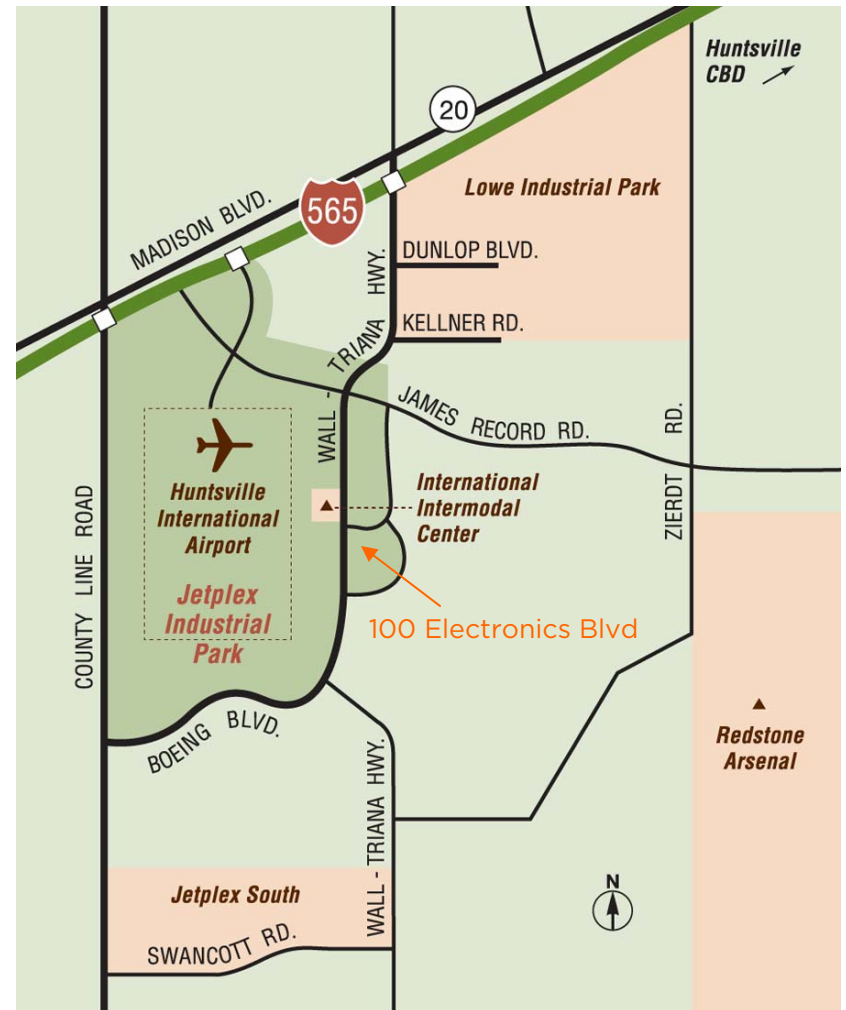 Huntsville
CBD
20
Lowe Industrial Park
565
MADISON BLVD.
DUNLOP BLVD.
WALL - TRIANA HWY.
KELLNER RD.
JAMES RECORD RD.
ZIERDT RD.
COUNTY LINE ROAD
Huntsville
International
Airport
International
Intermodal
Center
Jetplex
Industrial
Park
100 Electronics Blvd
BOEING BLVD.
Redstone
Arsenal
WALL - TRIANA HWY.
Jetplex South
N
SWANCOTT RD.